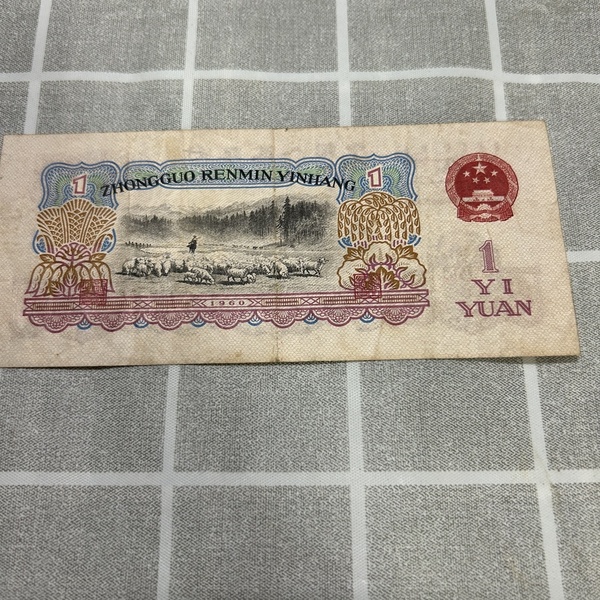 1
ZHONGGUO RENMIN YINHANG
1
1960
1
YI
YUAN